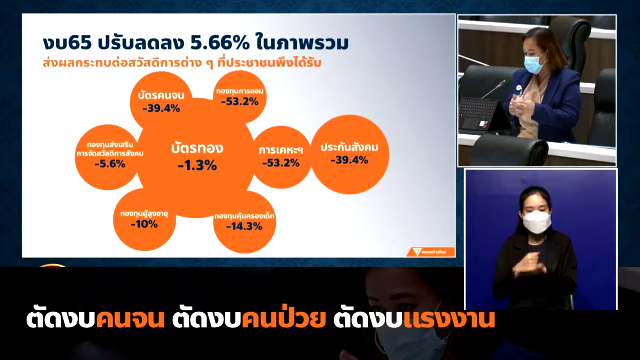 งบ65 ปรับลดลง 5.66% ในภาพรวม
ส่งผลกระทบต่อสวัสดิการต่าง ๆ ที่ประชาชนพึงได้รับ
บัตรคนจน
-39.4%
กองทุนการออม
-53.2%
กองทุนส่งเสริม
การจัดสวัสดิการสังคม
-5.6%
บัตรทอง
-1.3%
การเคหะฯ
-53.2%
ประกันสังคม
-39.4%
กองทุนผู้สูงอายุ
-10%
กองทุนคุ้มครองเด็ก
-14.3%
ตัดงบคนจน ตัดงบคนป่วย ตัดงบแรงงาน